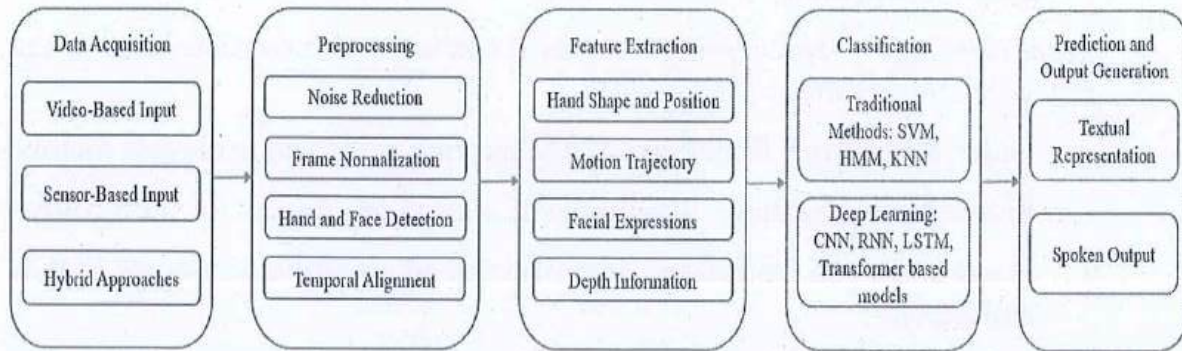 Data Acquisition
Video-Based Input
Sensor-Based Input
Hybrid Approaches
Preprocessing
Noise Reduction
Frame Normalization
Hand and Face Detection
Temporal Alignment
Feature Extraction
Hand Shape and Position
Motion Trajectory
Facial Expressions
Depth Information
Classification
Traditional
Methods: SVM,
HMM, KNN
Deep Learning:
CNN, RNN, LSTM,
Transformer based
models
Prediction and
Output Generation
Textual
Representation
Spoken Output